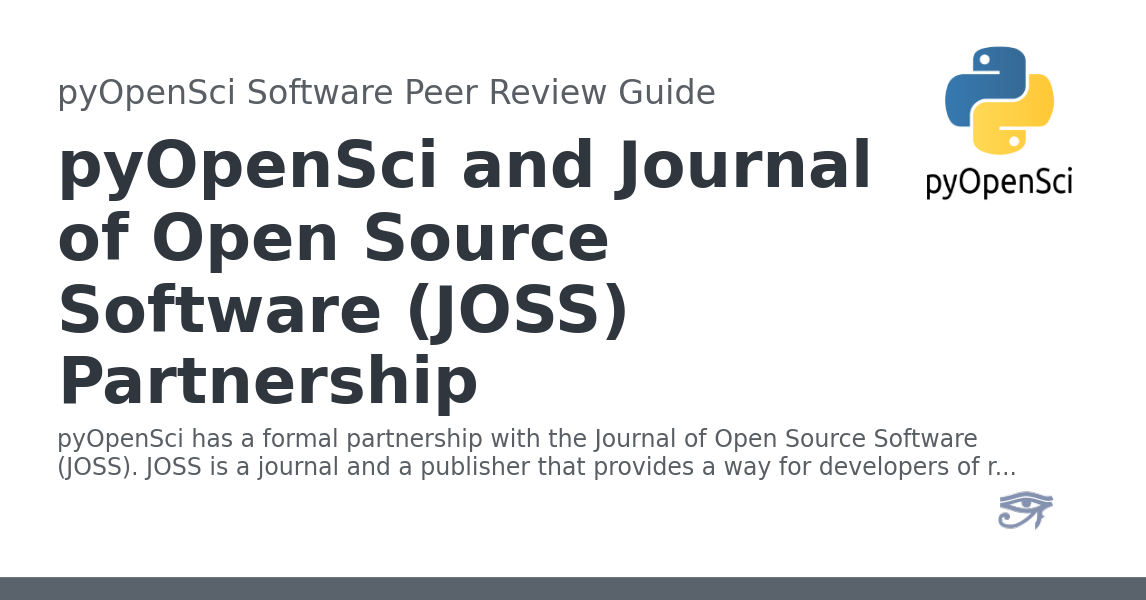 pyOpenSci Software Peer Review Guide
pyOpenSci and Journal
of Open Source
Software (JOSS)
Partnership
pyOpenSci has a formal partnership with the Journal of Open Source Software
(JOSS). JOSS is a journal and a publisher that provides a way for developers of r...
pyOpenSci